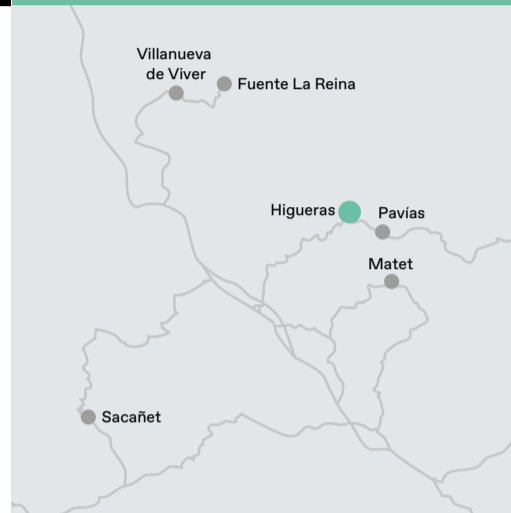 Villanueva
de Viver
Fuente La Reina
Higueras
Pavías
Matet
Sacañet